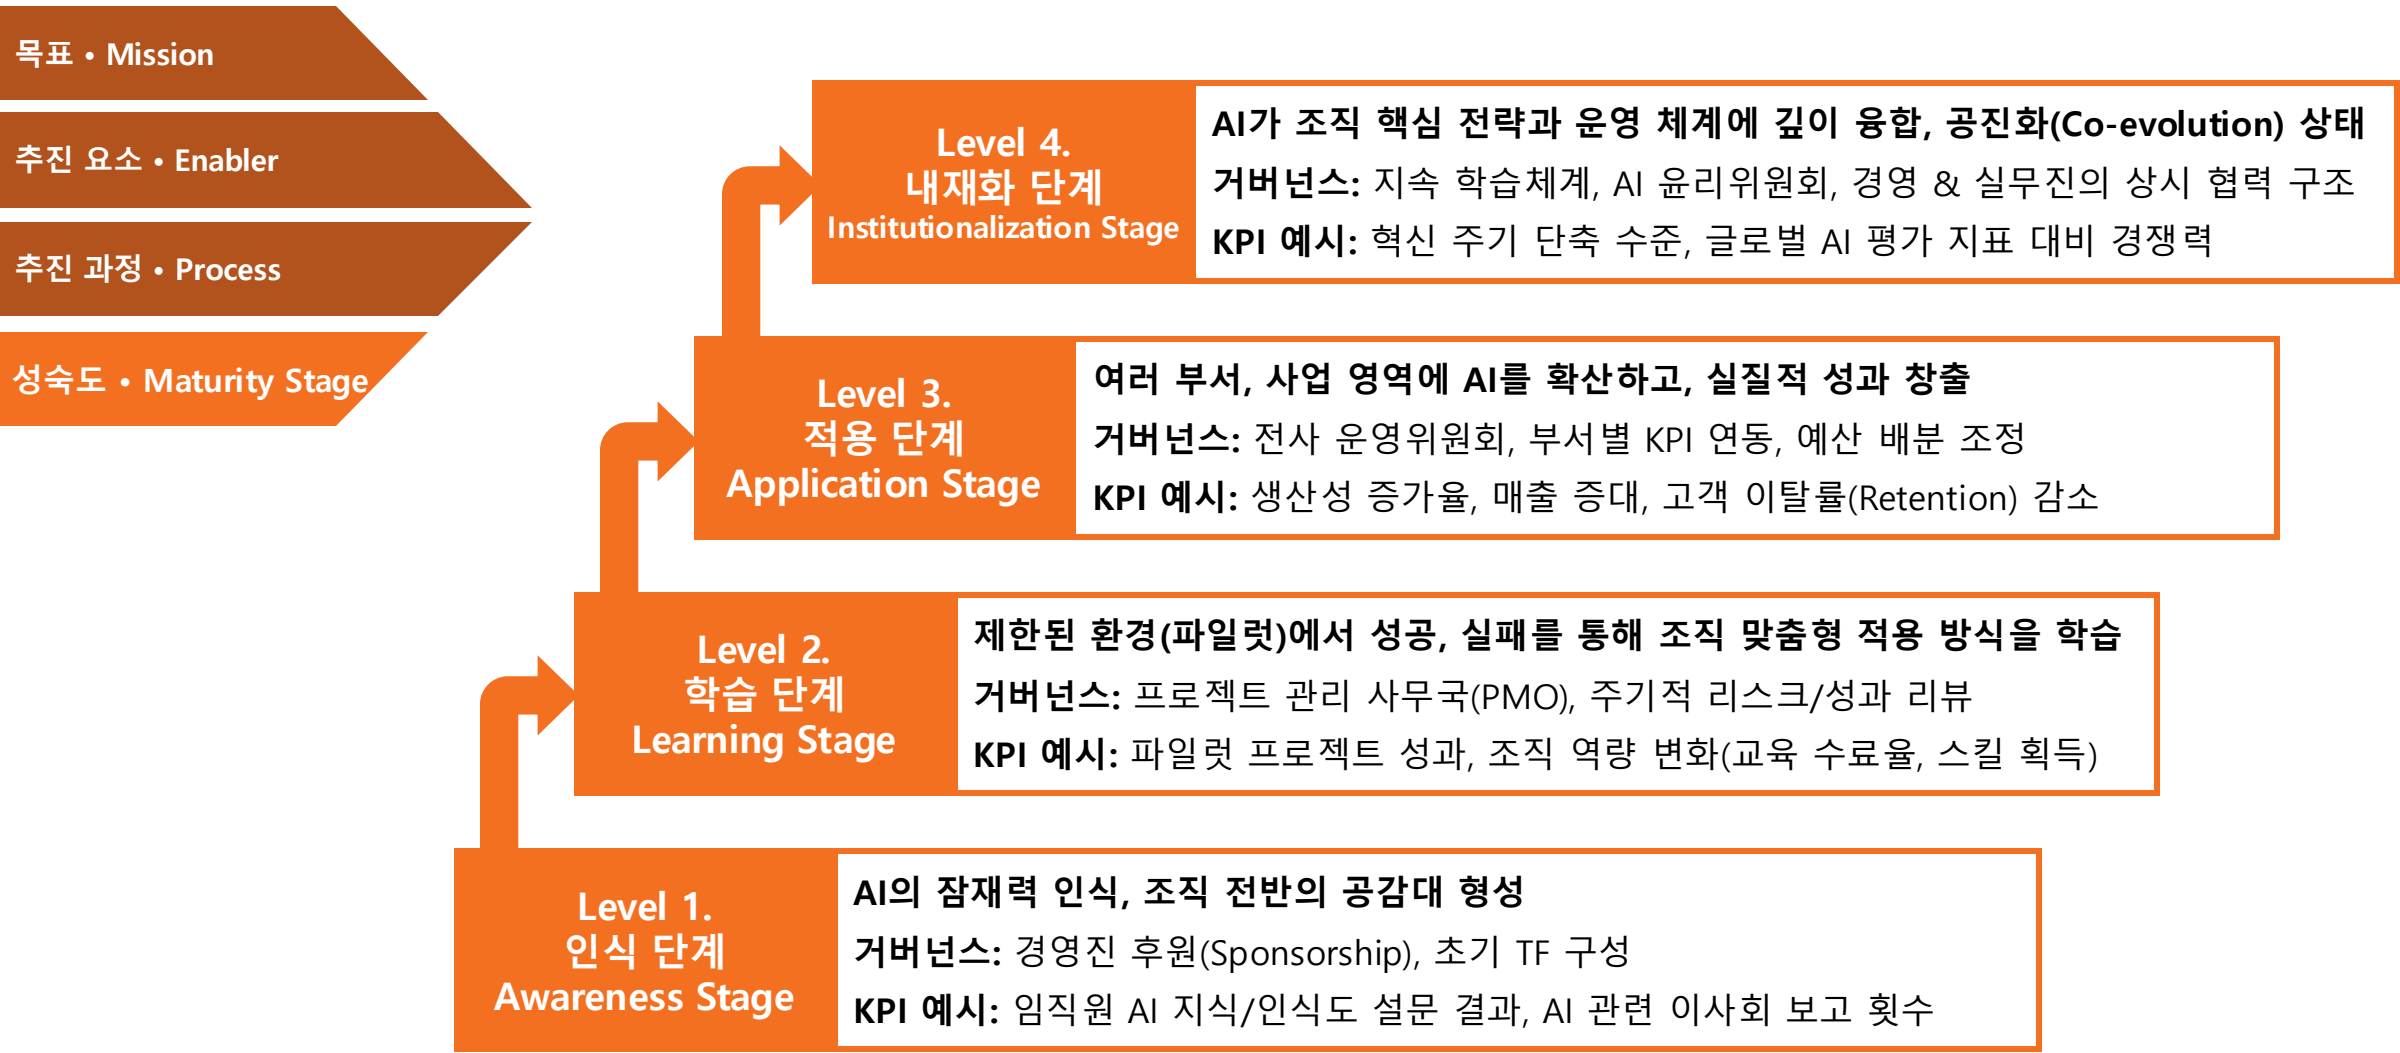 목표 • Mission
추진 요소 • Enabler
추진 과정 • Process
성숙도 • Maturity Stage
Level 4.
내재화 단계
Institutionalization Stage
AI가 조직 핵심 전략과 운영 체계에 깊이 융합, 공진화(Co-evolution) 상태
거버넌스: 지속 학습체계, AI 윤리위원회, 경영 & 실무진의 상시 협력 구조
KPI 예시: 혁신 주기 단축 수준, 글로벌 AI 평가 지표 대비 경쟁력
Level 3.
적용 단계
Application Stage
여러 부서, 사업 영역에 AI를 확산하고, 실질적 성과 창출
거버넌스: 전사 운영위원회, 부서별 KPI 연동, 예산 배분 조정
KPI 예시: 생산성 증가율, 매출 증대, 고객 이탈률(Retention) 감소
Level 2.
학습 단계
Learning Stage
제한된 환경(파일럿)에서 성공, 실패를 통해 조직 맞춤형 적용 방식을 학습
거버넌스: 프로젝트 관리 사무국(PMO), 주기적 리스크/성과 리뷰
KPI 예시: 파일럿 프로젝트 성과, 조직 역량 변화(교육 수료율, 스킬 획득)
Level 1.
인식 단계
Awareness Stage
AI의 잠재력 인식, 조직 전반의 공감대 형성
거버넌스: 경영진 후원(Sponsorship), 초기 TF 구성
KPI 예시: 임직원 AI 지식/인식도 설문 결과, AI 관련 이사회 보고 횟수